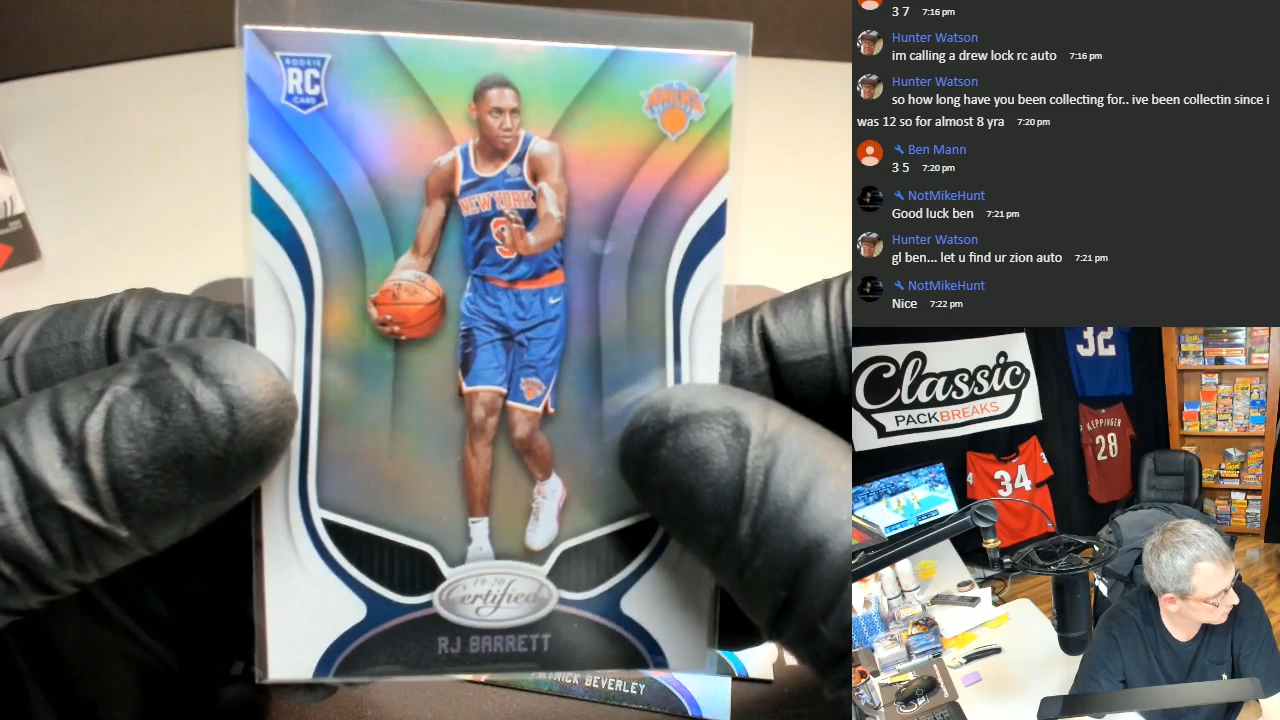 ROOKIE
RC
CARD
NEW YORK
9
19-20
Certified
RJ BARRETT
PATRICK BEVERLEY
3 7 7:16 pm
Hunter Watson
im calling a drew lock rc auto 7:16 pm
Hunter Watson
so how long have you been collecting for.. ive been collectin since i
was 12 so for almost 8 yra 7:20 pm
Ben Mann
3 5 7:20 pm
NotMikeHunt
Good luck ben 7:21 pm
Hunter Watson
gl ben... let u find ur zion auto 7:21 pm
NotMikeHunt
Nice 7:22 pm
Classic
PACKBREAKS
32
KEPPINGER
28
34